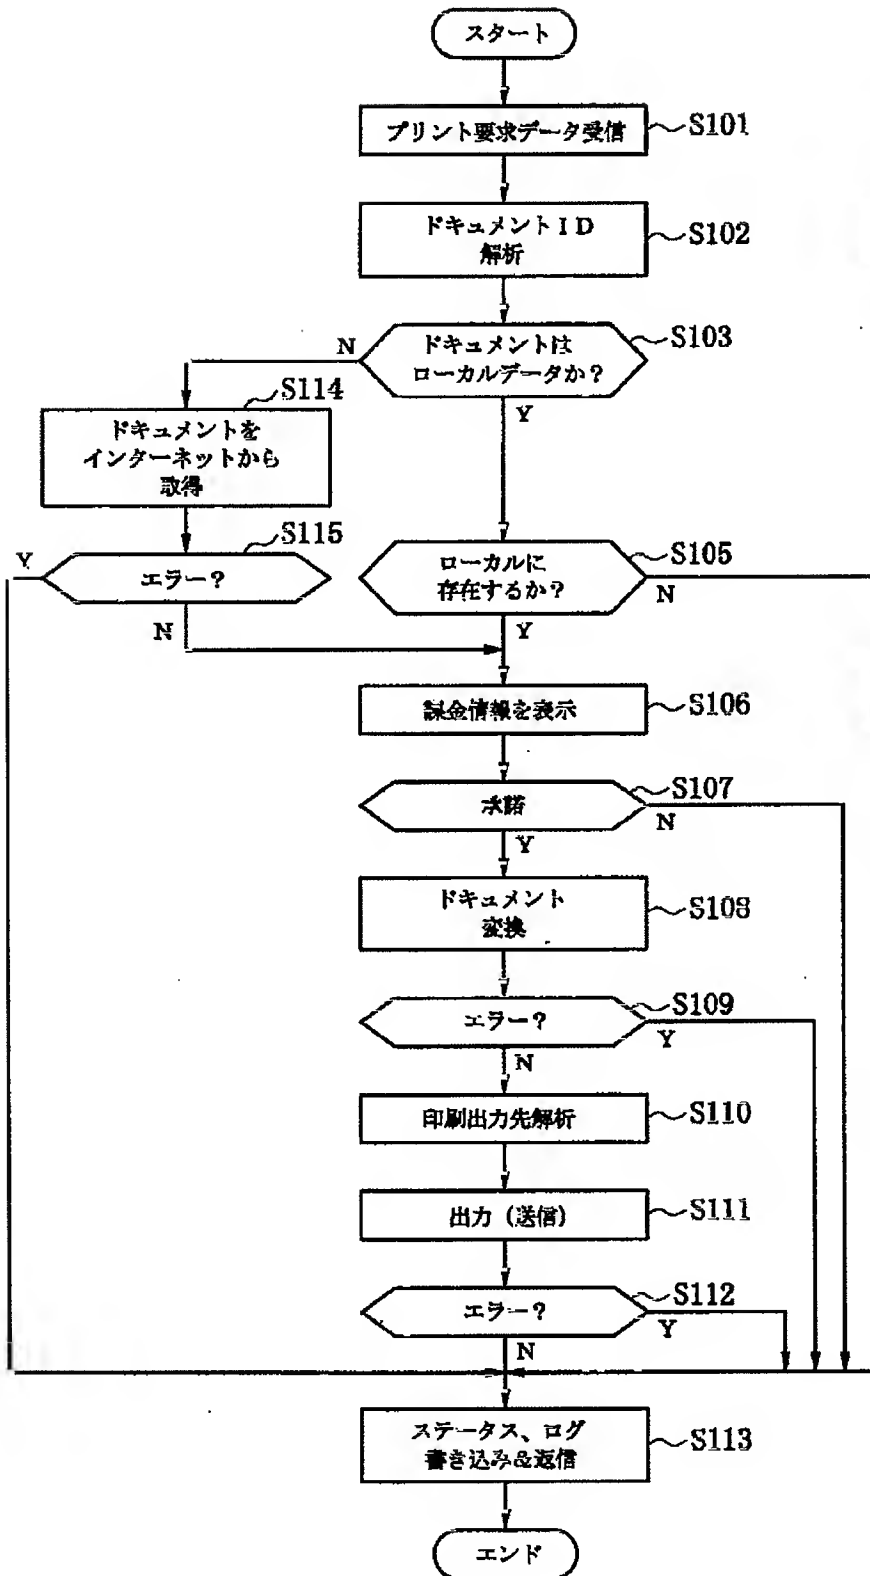 スタート
プリント要求データ受信
S101
ドキュメントID
解析
S102
ドキュメントは
ローカルデータか?
S103
N
Y
S114
ドキュメントを
インターネットから
取得
S115
エラー?
Y
N
ローカルに
存在するか?
S105
N
Y
課金情報を表示
S106
承諾
S107
N
Y
ドキュメント
変換
S108
エラー?
S109
Y
N
印刷出力先解析
S110
出力(送信)
S111
エラー?
S112
Y
N
ステータス、ログ
書き込み&返信
S113
エンド